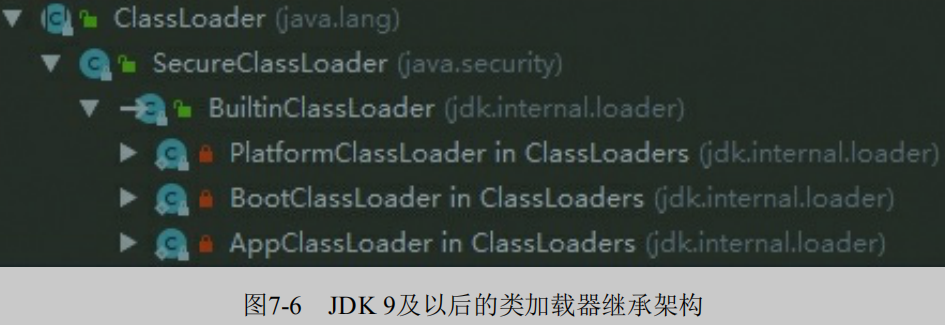 ClassLoader (java.lang)
SecureClassLoader (java.security)
BuiltinClassLoader (jdk.internal.loader)
PlatformClassLoader in ClassLoaders (jdk.internal.loader)
BootClassLoader in ClassLoaders (jdk.internal.loader)
AppClassLoader in ClassLoaders (jdk.internal.loader)
图7-6 JDK 9及以后的类加载器继承架构